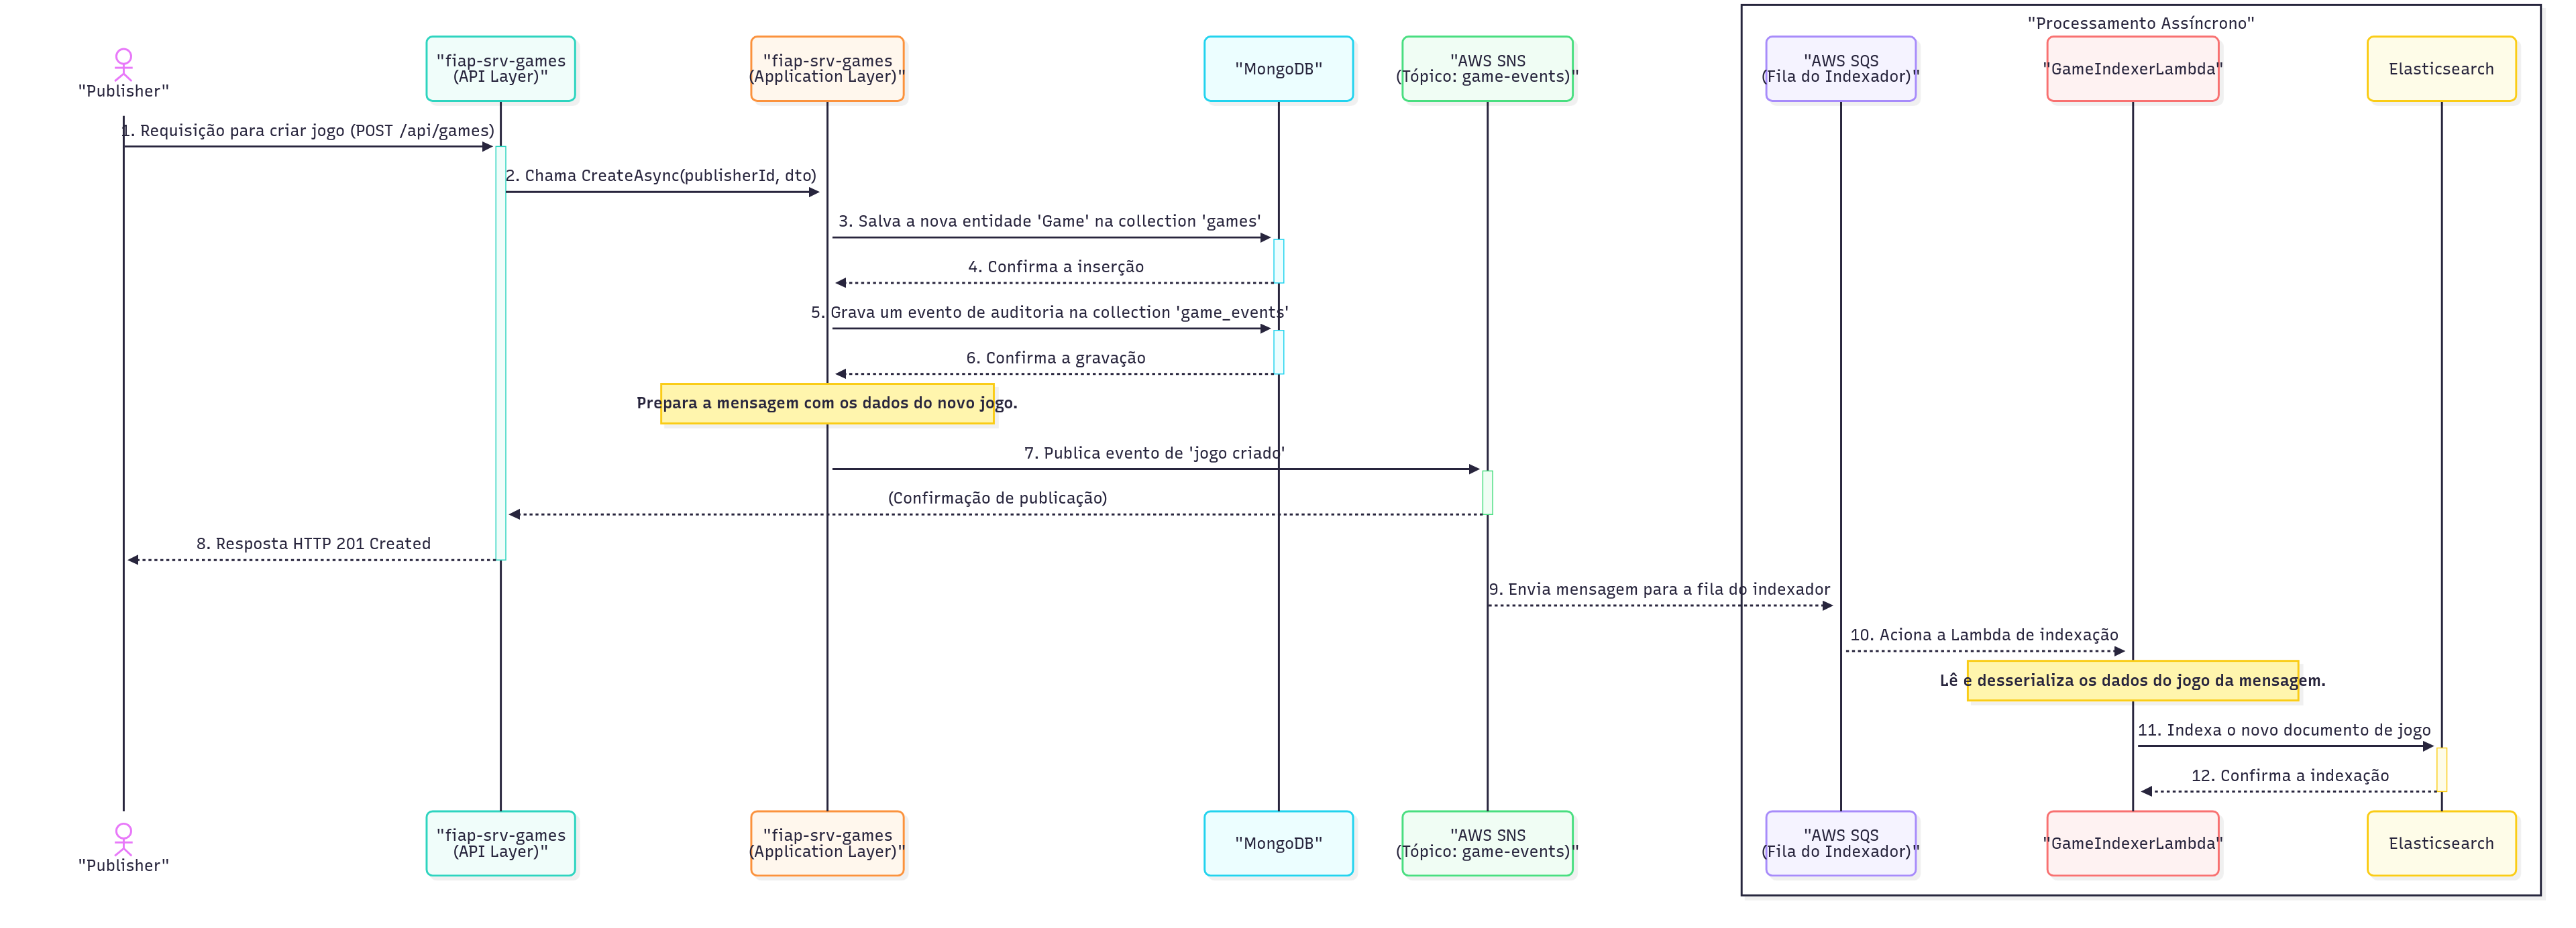 "Processamento Assíncrono"
"Publisher"
"fiap-srv-games
(API Layer)"
"fiap-srv-games
(Application Layer)"
"MongoDB"
"AWS SNS
(Tópico: game-events)"
"AWS SQS
(Fila do Indexador)"
"GameIndexerLambda"
Elasticsearch
1. Requisição para criar jogo (POST /api/games)
2. Chama CreateAsync(publisherId, dto)
3. Salva a nova entidade 'Game' na collection 'games'
4. Confirma a inserção
5. Grava um evento de auditoria na collection 'game_events'
6. Confirma a gravação
Prepara a mensagem com os dados do novo jogo.
7. Publica evento de 'jogo criado'
(Confirmação de publicação)
8. Resposta HTTP 201 Created
9. Envia mensagem para a fila do indexador
10. Aciona a Lambda de indexação
Lê e desserializa os dados do jogo da mensagem.
11. Indexa o novo documento de jogo
12. Confirma a indexação
"Publisher"
"fiap-srv-games
(API Layer)"
"fiap-srv-games
(Application Layer)"
"MongoDB"
"AWS SNS
(Tópico: game-events)"
"AWS SQS
(Fila do Indexador)"
"GameIndexerLambda"
Elasticsearch